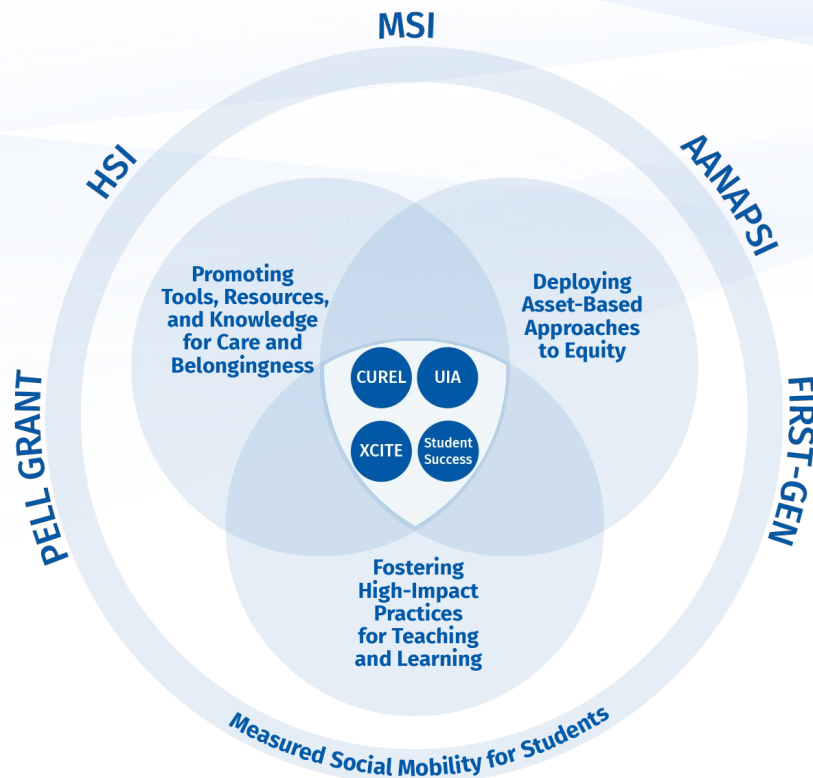 MSI
HSI
AANAPSI
Promoting
Tools, Resources,
and Knowledge
for Care and
Belongingness
Deploying
Asset-Based
Approaches
to Equity
CUREL
UIA
XCITE
Student
Success
PELL GRANT
FIRST-GEN
Fostering
High-Impact
Practices
for Teaching
and Learning
Measured Social Mobility for Students